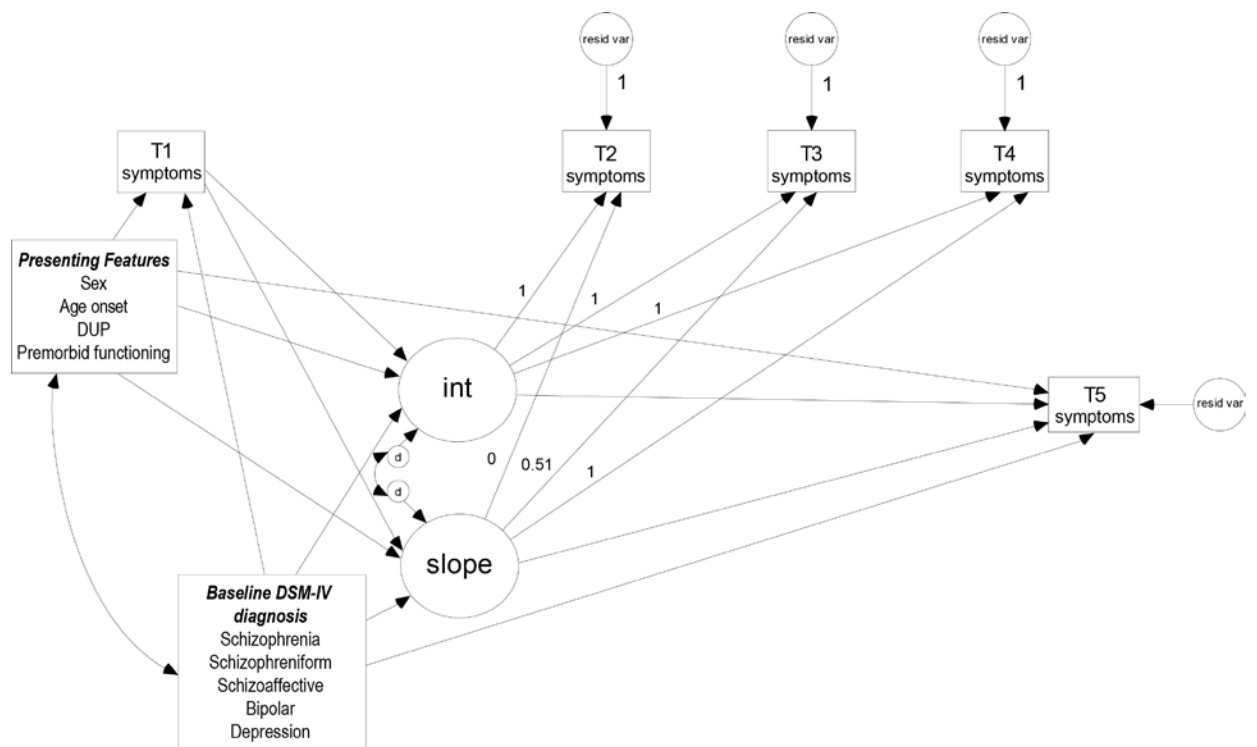 resid var
resid var
resid var
1
1
1
T1
symptoms
T2
symptoms
T3
symptoms
T4
symptoms
Presenting Features
Sex
Age onset
DUP
Premorbid functioning
1
1
1
int
T5
symptoms
resid var
d
d
0
0.51
1
slope
Baseline DSM-IV
diagnosis
Schizophrenia
Schizophreniform
Schizoaffective
Bipolar
Depression